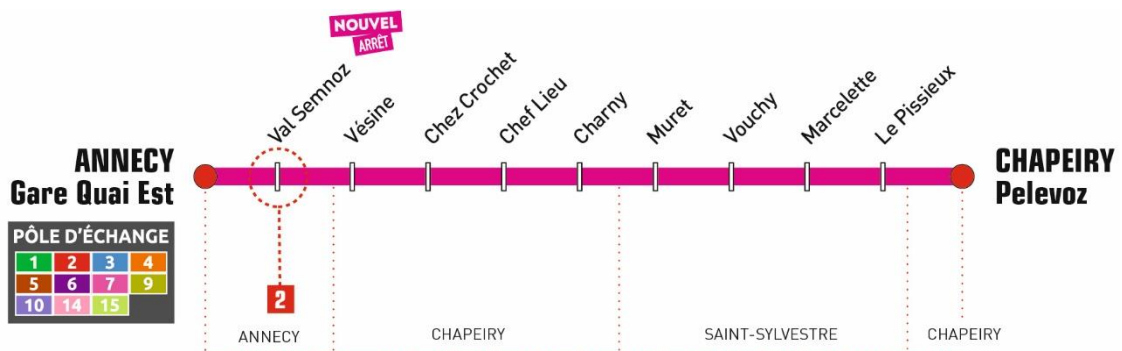 NOUVEL
ARRÊT
Val Semnoz
Vésine
Chez Crochet
Chef Lieu
Charny
Muret
Vouchy
Marcelette
Le Pissieux
ANNECY
Gare Quai Est
CHAPEIRY
Pelevoz
PÔLE D'ÉCHANGE
1 2 3 4
5 6 7 9
10 14 15
2
ANNECY
CHAPEIRY
SAINT-SYLVESTRE
CHAPEIRY